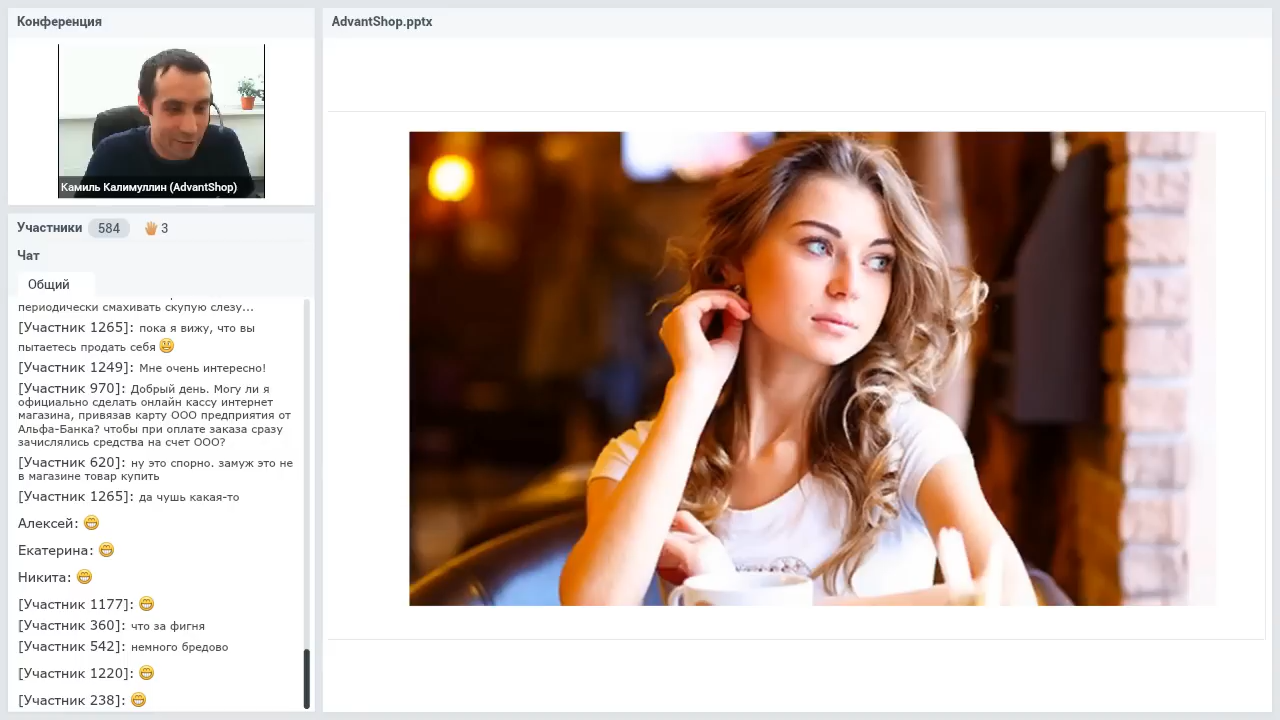 Конференция
AdvantShop.pptx
Камиль Калимуллин (AdvantShop)
Участники 584 3
Чат
Общий
периодически смахивать скупую слезу...
[Участник 1265]: пока я вижу, что вы
пытаетесь продать себя
[Участник 1249]: Мне очень интересно!
[Участник 970]: Добрый день. Могу ли я
официально сделать онлайн кассу интернет
магазина, привязав карту ООО предприятия от
Альфа-Банка? чтобы при оплате заказа сразу
зачислялись средства на счет ООО?
[Участник 620]: ну это спорно. замуж это не
в магазине товар купить
[Участник 1265]: да чушь какая-то
Алексей:
Екатерина:
Никита:
[Участник 1177]:
[Участник 360]: что за фигня
[Участник 542]: немного бредово
[Участник 1220]:
[Участник 238]: